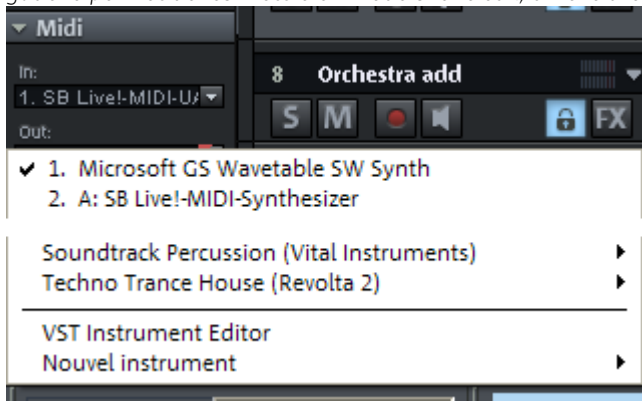 Midi
In:
8 Orchestra add
1. SB Live!-MIDI-U
S M FX
Out:
✔ 1. Microsoft GS Wavetable SW Synth
2. A: SB Live!-MIDI-Synthesizer
Soundtrack Percussion (Vital Instruments)
Techno Trance House (Revolta 2)
VST Instrument Editor
Nouvel instrument